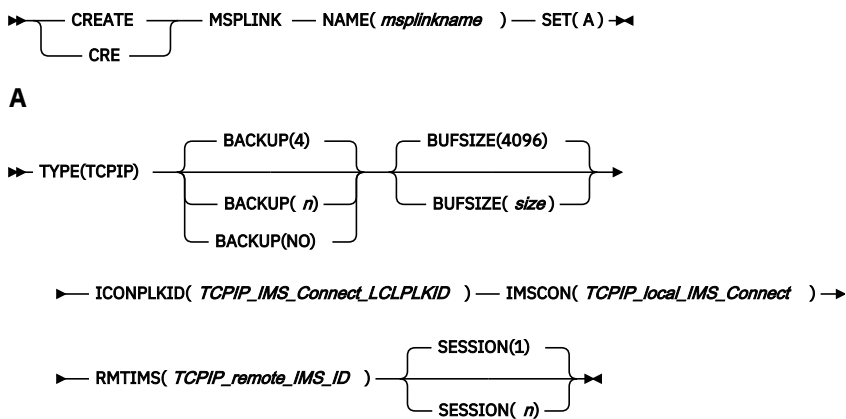 CREATE MSPLINK NAME( msplinkname ) SET( A )
CRE
A
BACKUP(4) BUFSIZE(4096)
TYPE(TCPIP)
BACKUP( n) BUFSIZE( size)
BACKUP(NO)
ICONPLKID( TCPIP_IMS_Connect_LCLPLKID ) IMSCON( TCPIP_local_IMS_Connect )
SESSION(1)
RMTIMS( TCPIP_remote_IMS_ID )
SESSION( n)